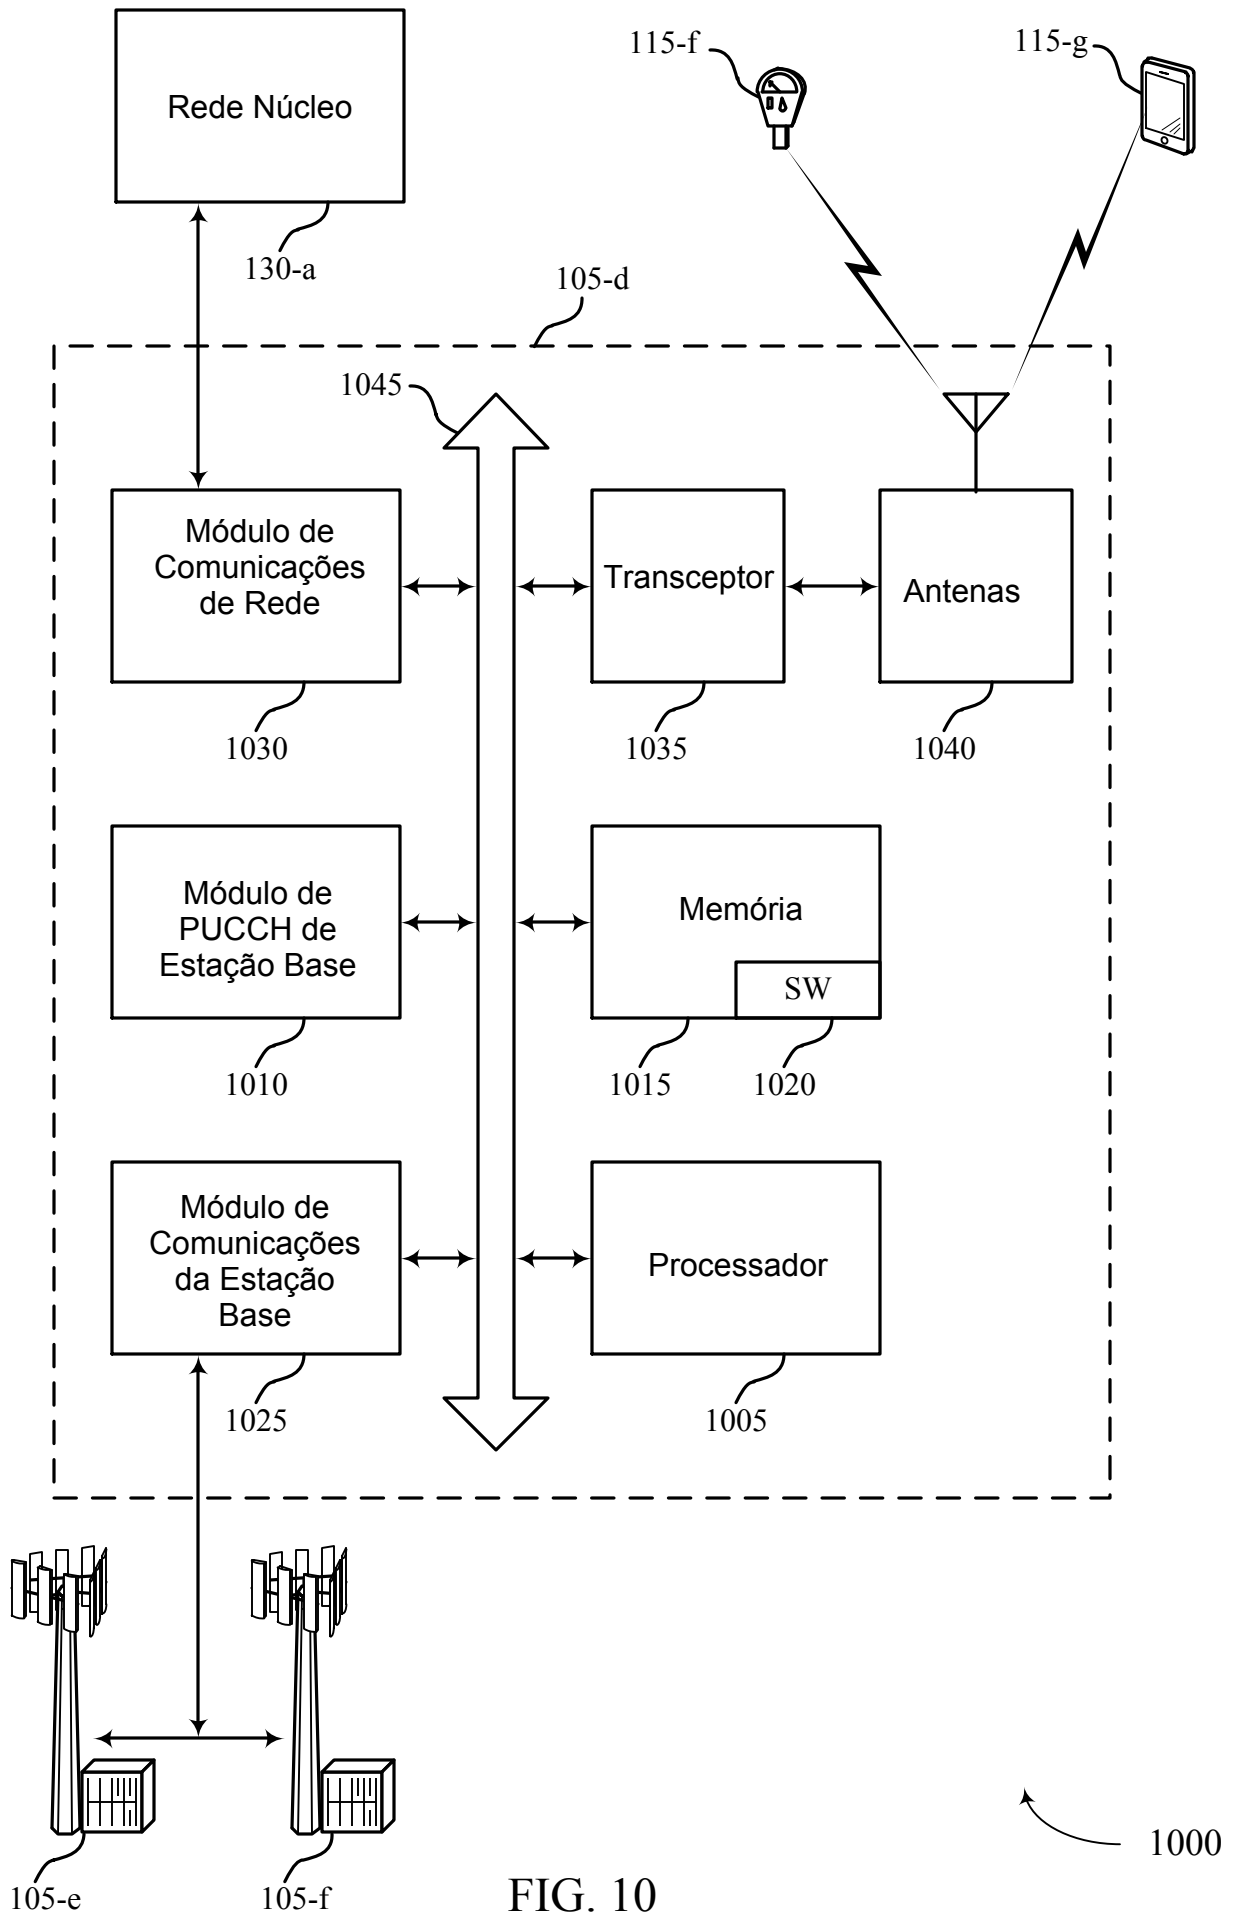 115-f
115-g
Rede Núcleo
130-a
105-d
1045
Módulo de
Comunicações
de Rede
Transceptor
Antenas
1030
1035
1040
Módulo de
PUCCH de
Estação Base
Memória
SW
1010
1015
1020
Módulo de
Comunicações
da Estação
Base
Processador
1025
1005
1000
105-e
105-f
FIG. 10